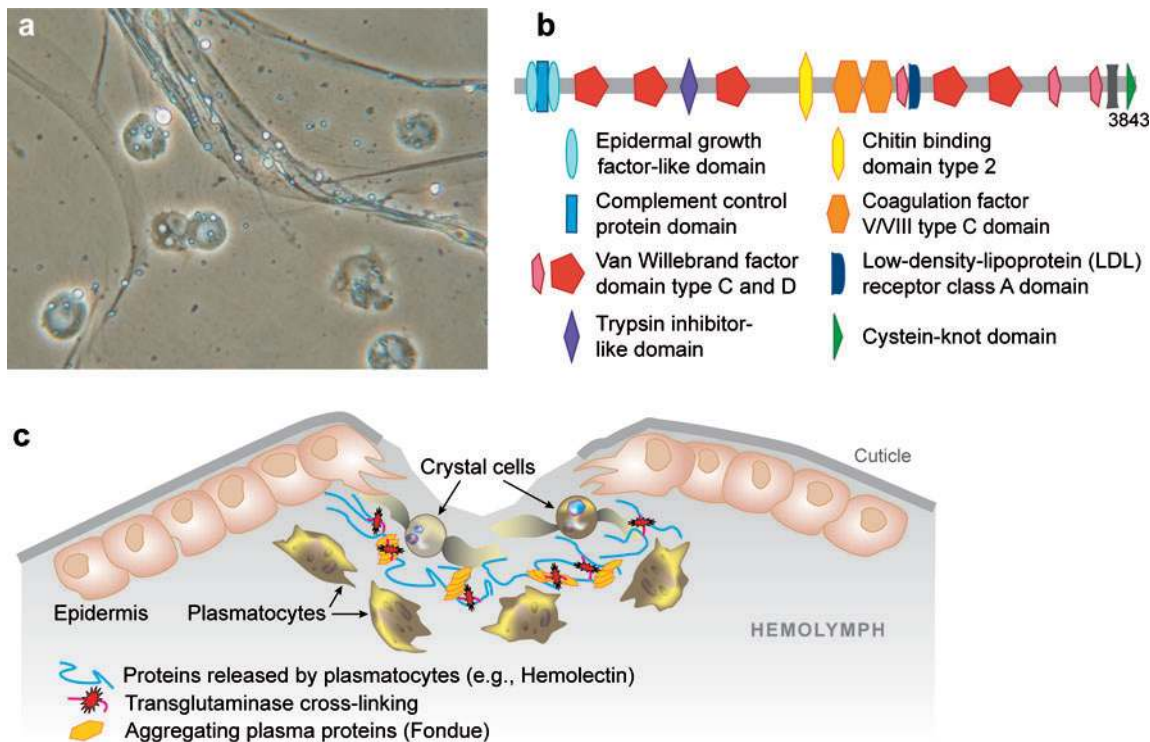 a
b
3843
Epidermal growth
factor-like domain
Complement control
protein domain
Van Willebrand factor
domain type C and D
Trypsin inhibitor-
like domain
Chitin binding
domain type 2
Coagulation factor
V/VIII type C domain
Low-density-lipoprotein (LDL)
receptor class A domain
Cystein-knot domain
c
Crystal cells
Cuticle
Epidermis
Plasmatocytes
HEMOLYMPH
Proteins released by plasmatocytes (e.g., Hemolectin)
Transglutaminase cross-linking
Aggregating plasma proteins (Fondue)